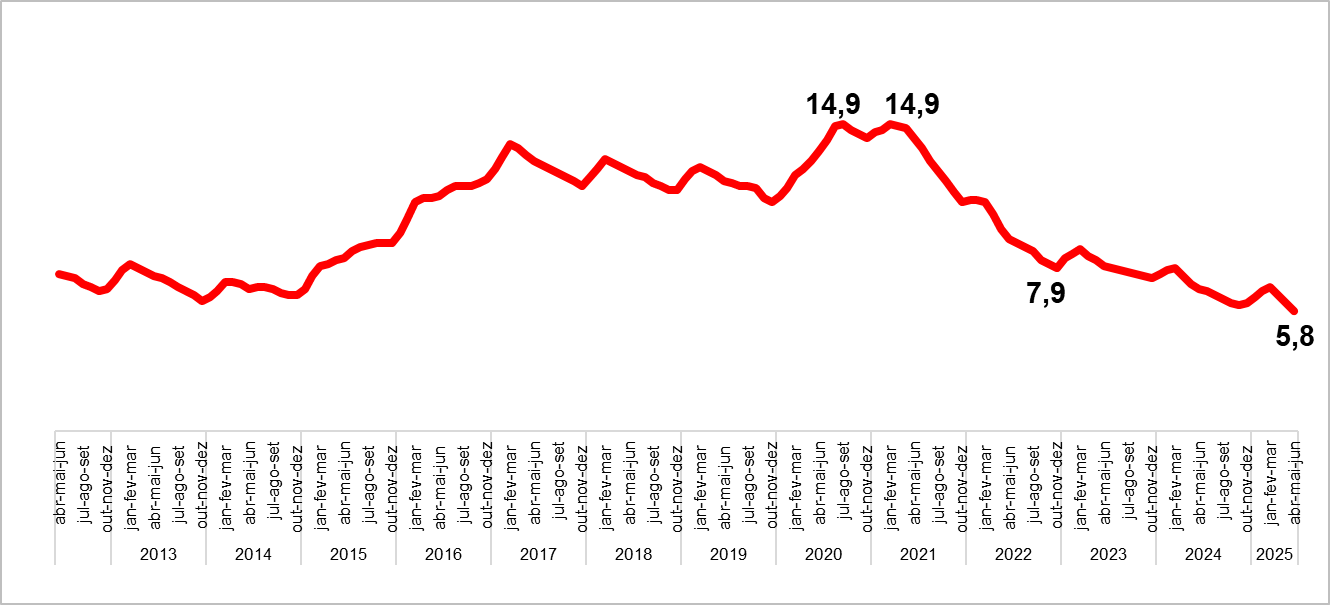 14,9
14,9
7,9
5,8
abr-mai-jun
jul-ago-set
out-nov-dez
jan-fev-mar
abr-mai-jun
jul-ago-set
out-nov-dez
jan-fev-mar
abr-mai-jun
jul-ago-set
out-nov-dez
jan-fev-mar
abr-mai-jun
jul-ago-set
out-nov-dez
jan-fev-mar
abr-mai-jun
jul-ago-set
out-nov-dez
jan-fev-mar
abr-mai-jun
jul-ago-set
out-nov-dez
jan-fev-mar
abr-mai-jun
jul-ago-set
out-nov-dez
jan-fev-mar
abr-mai-jun
jul-ago-set
out-nov-dez
jan-fev-mar
abr-mai-jun
jul-ago-set
out-nov-dez
jan-fev-mar
abr-mai-jun
jul-ago-set
out-nov-dez
jan-fev-mar
abr-mai-jun
jul-ago-set
out-nov-dez
jan-fev-mar
abr-mai-jun
jul-ago-set
out-nov-dez
jan-fev-mar
abr-mai-jun
jul-ago-set
out-nov-dez
jan-fev-mar
abr-mai-jun
2013 2014 2015 2016 2017 2018 2019 2020 2021 2022 2023 2024 2025